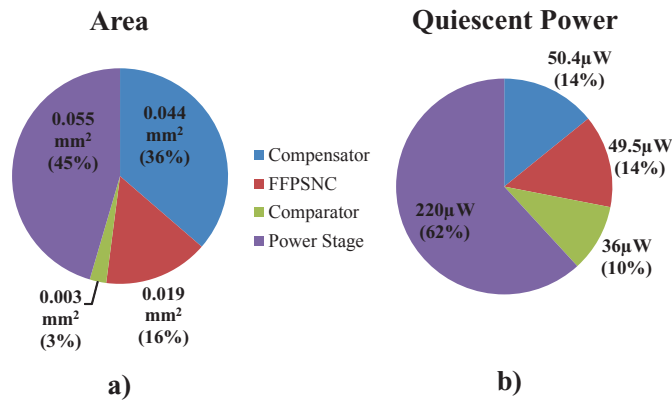 Area
0.055
mm²
(45%)
0.044
mm²
(36%)
0.003
mm²
(3%)
0.019
mm²
(16%)
a)
Compensator
FFPSNC
Comparator
Power Stage
Quiescent Power
50.4µW
(14%)
49.5µW
(14%)
220µW
(62%)
36µW
(10%)
b)